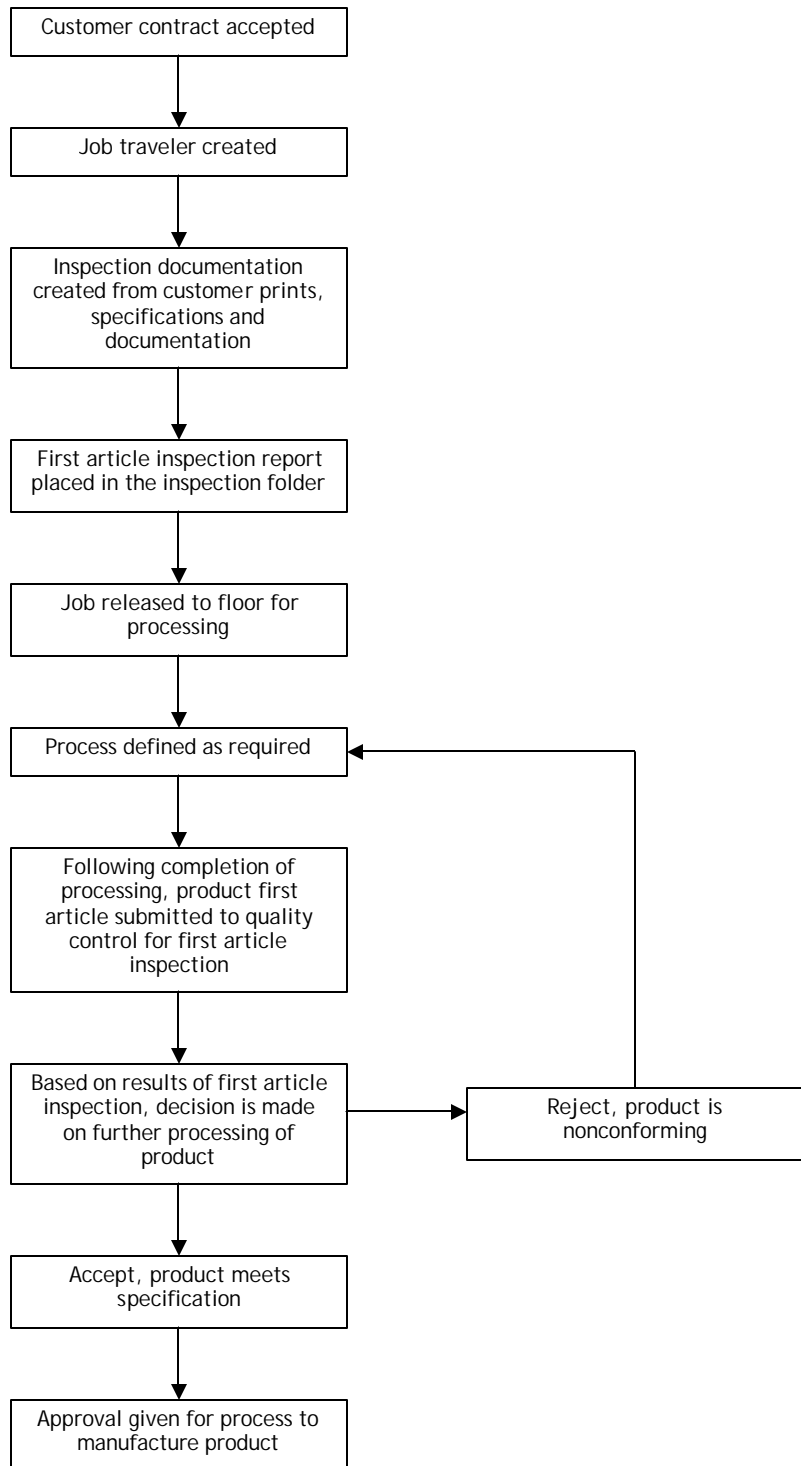 Customer contract accepted
Job traveler created
Inspection documentation
created from customer prints,
specifications and
documentation
First article inspection report
placed in the inspection folder
Job released to floor for
processing
Process defined as required
Following completion of
processing, product first
article submitted to quality
control for first article
inspection
Based on results of first article
inspection, decision is made
on further processing of
product
Reject, product is
nonconforming
Accept, product meets
specification
Approval given for process to
manufacture product